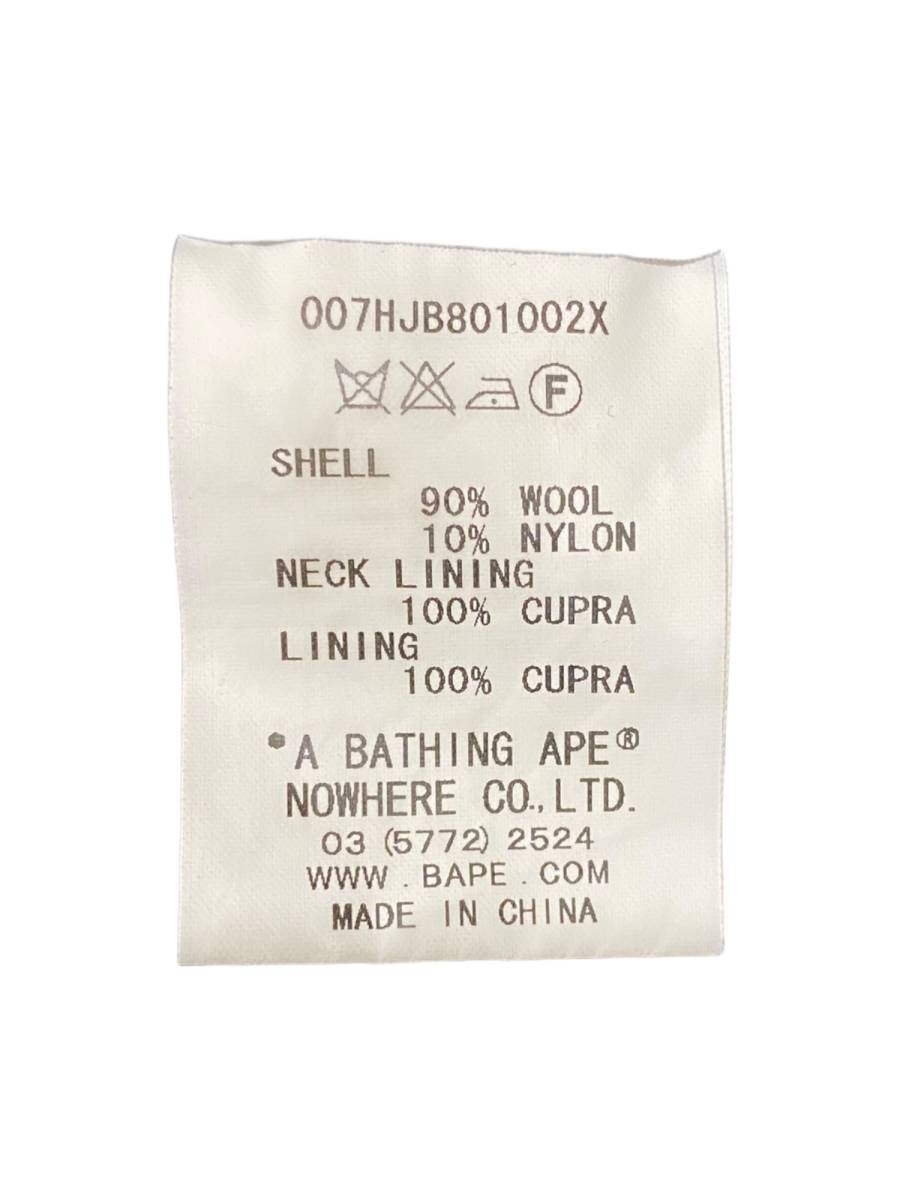 007HJB801002X
F
SHELL
90% WOOL
10% NYLON
NECK LINING
100% CUPRA
LINING
100% CUPRA
*A BATHING APE®
NOWHERE CO., LTD.
03 (5772) 2524
WWW . BAPE . COM
MADE IN CHINA